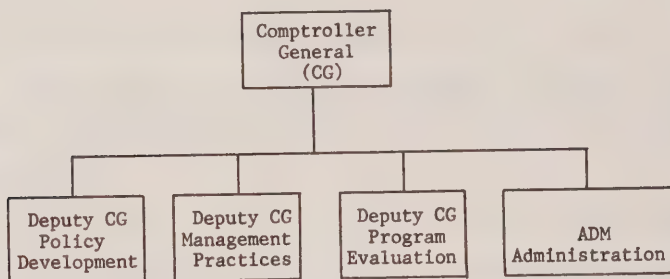 Comptroller
General
(CG)
Deputy CG
Policy
Development
Deputy CG
Management
Practices
Deputy CG
Program
Evaluation
ADM
Administration